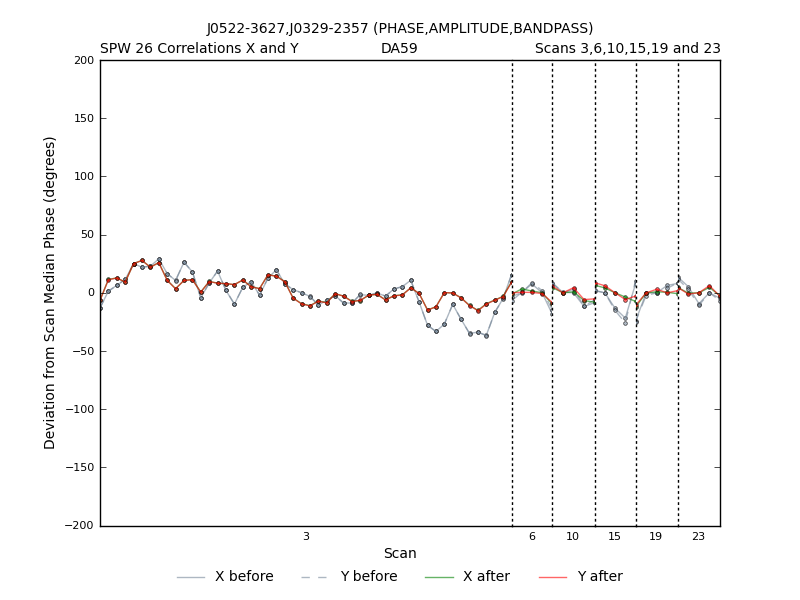 J0522-3627,J0329-2357 (PHASE,AMPLITUDE,BANDPASS)
SPW 26 Correlations X and Y DA59 Scans 3,6,10,15,19 and 23
200
150
100
50
0
−50
−100
−150
−200
Deviation from Scan Median Phase (degrees)
3 6 10 15 19 23
Scan
X before Y before X after Y after